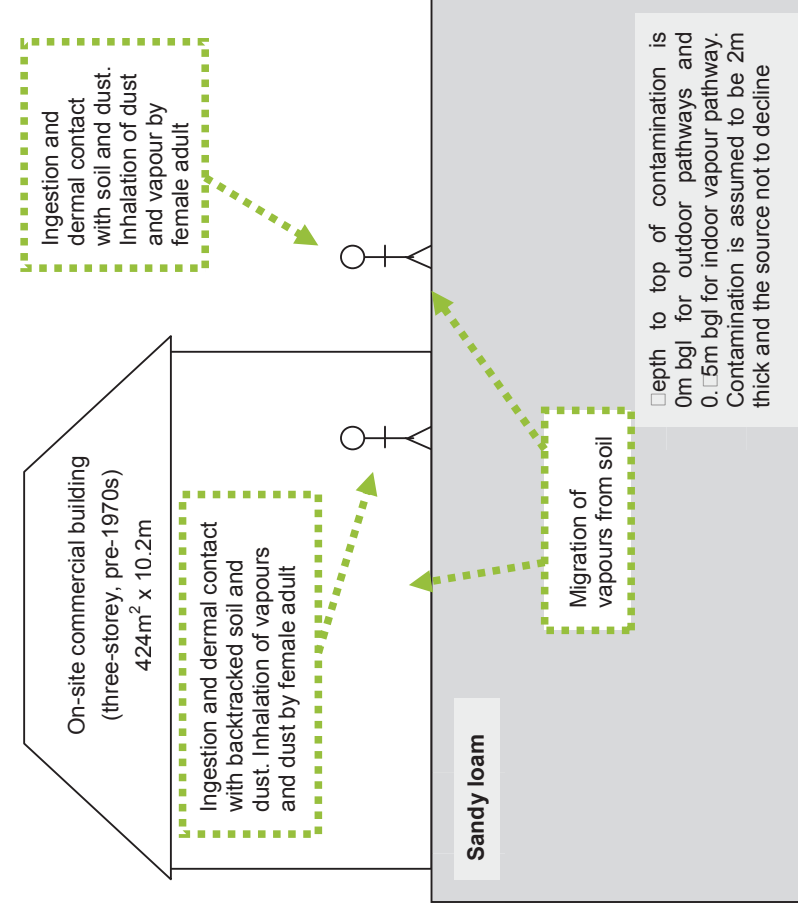 On-site commercial building
(three-storey, pre-1970s)
424m² x 10.2m
Ingestion and dermal contact
with backtracked soil and
dust. Inhalation of vapours
and dust by female adult
Ingestion and
dermal contact
with soil and dust.
Inhalation of dust
and vapour by
female adult
Migration of
vapours from soil
Sandy loam
□epth to top of contamination is
0m bgl for outdoor pathways and
0.□5m bgl for indoor vapour pathway.
Contamination is assumed to be 2m
thick and the source not to decline